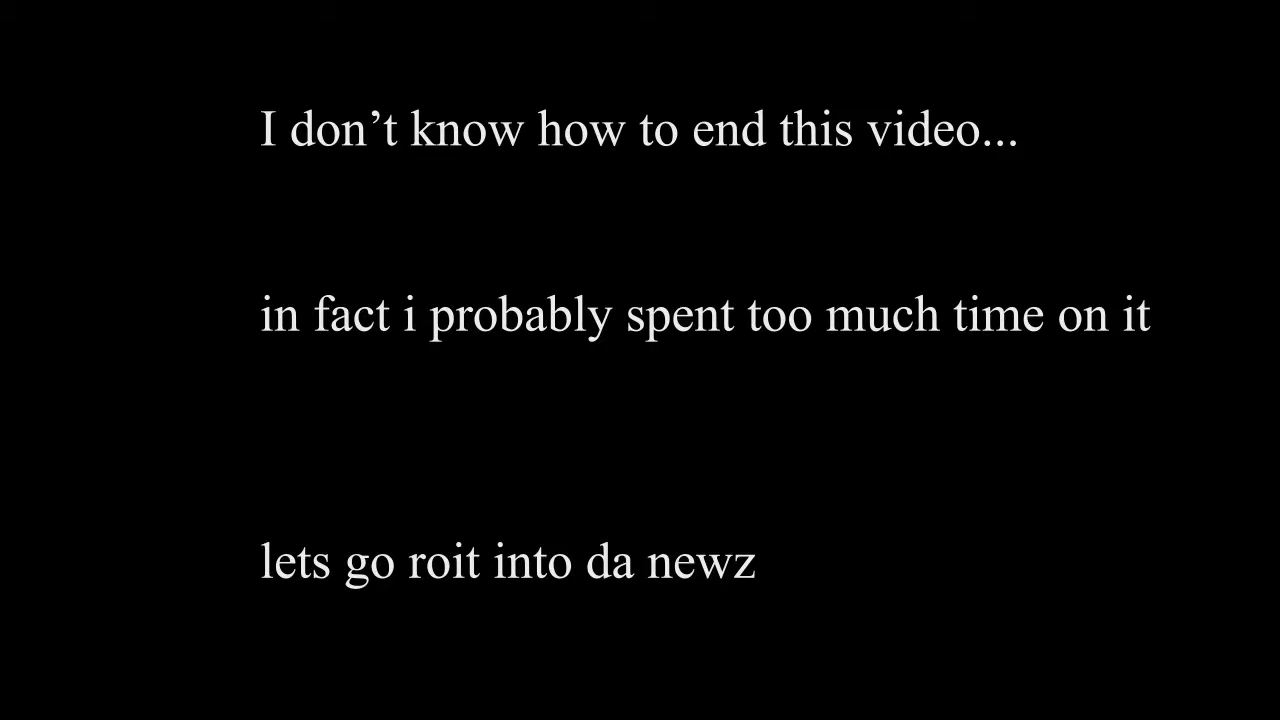 I don’t know how to end this video...
in fact i probably spent too much time on it
lets go roit into da newz